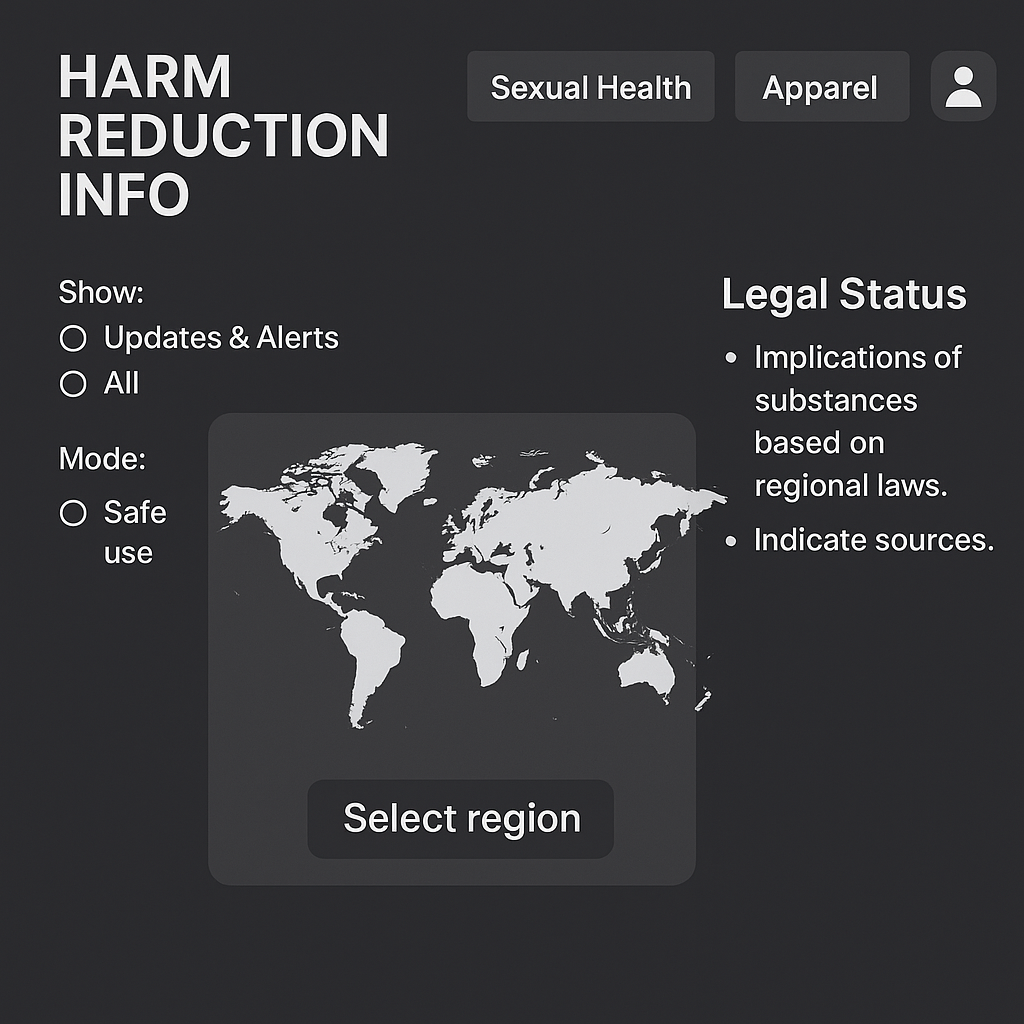 HARM
REDUCTION
INFO
Sexual Health
Apparel
Show:
Updates & Alerts
All
Mode:
Safe
use
Select region
Legal Status
• Implications of
substances
based on
regional laws.
• Indicate sources.